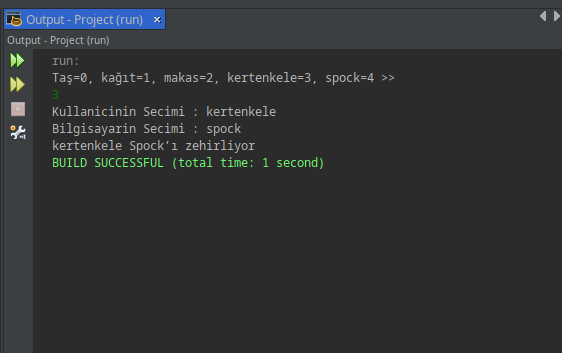 Output - Project (run) ×
Output - Project (run)
run:
Taş=0, kağıt=1, makas=2, kertenkele=3, spock=4 >>
3
Kullanicinin Secimi : kertenkele
Bilgisayarin Secimi : spock
kertenkele Spock’ı zehirliyor
BUILD SUCCESSFUL (total time: 1 second)